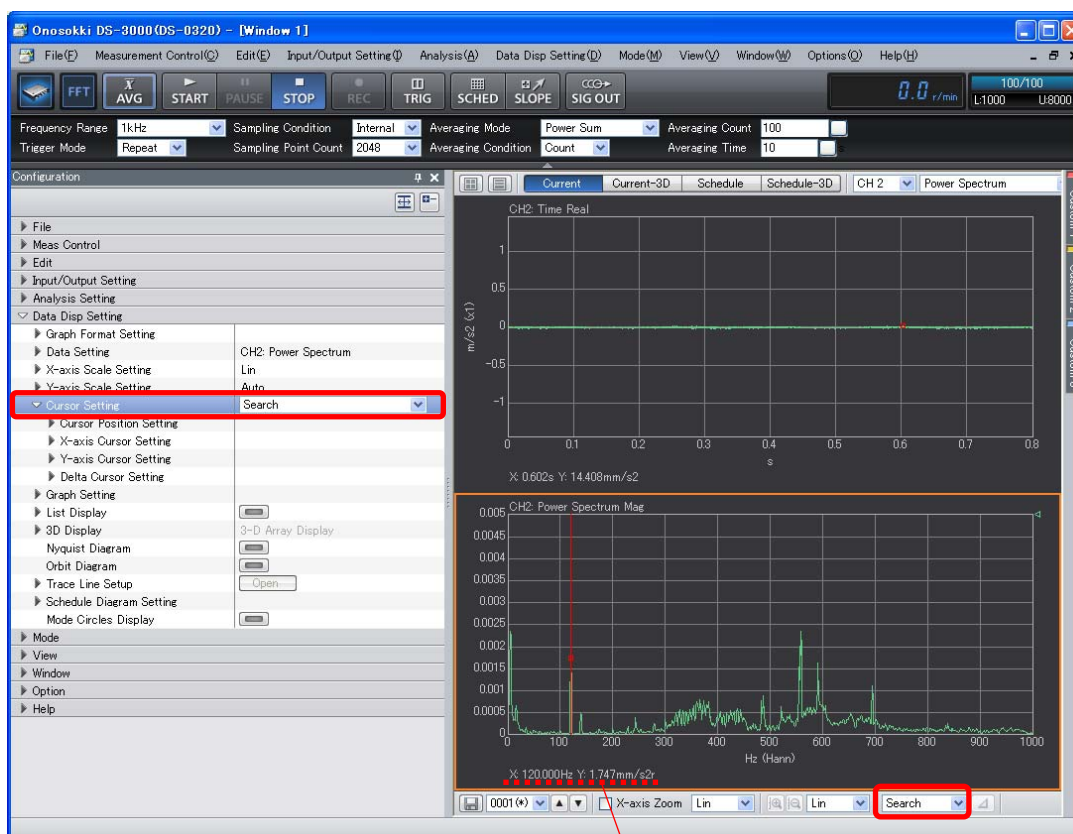 Onosokki DS-3000(DS-0320) - [Window 1]
File(F) Measurement Control(C) Edit(E) Input/Output Setting(I) Analysis(A) Data Disp Setting(D) Mode(M) View(V) Window(W) Options(O) Help(H)
FFT X AVG START PAUSE STOP REC TRIG SCHED SLOPE SIG OUT 0.0 r/min 100/100 L:1000 U:8000
Frequency Range 1kHz Sampling Condition Internal Averaging Mode Power Sum Averaging Count 100
Trigger Mode Repeat Sampling Point Count 2048 Averaging Condition Count Averaging Time 10 s
Configuration
Current Current-3D Schedule Schedule-3D CH 2 Power Spectrum
File
Meas Control
Edit
Input/Output Setting
Analysis Setting
Data Disp Setting
Graph Format Setting
Data Setting CH2: Power Spectrum
X-axis Scale Setting Lin
Y-axis Scale Setting Auto
Cursor Setting Search
Cursor Position Setting
X-axis Cursor Setting
Y-axis Cursor Setting
Delta Cursor Setting
Graph Setting
List Display
3D Display 3-D Array Display
Nyquist Diagram
Orbit Diagram
Trace Line Setup Open
Schedule Diagram Setting
Mode Circles Display
Mode
View
Window
Option
Help
CH2: Time Real
1
0.5
0
-0.5
-1
m/s2 (x1)
0 0.1 0.2 0.3 0.4 0.5 0.6 0.7 0.8
s
X: 0.602s Y: 14.408mm/s2
CH2: Power Spectrum Mag
0.005
0.0045
0.004
0.0035
0.003
0.0025
0.002
0.0015
0.001
0.0005
0
0 100 200 300 400 500 600 700 800 900 1000
Hz (Hann)
X: 120.000Hz Y: 1.747mm/s2r
0001(*) X-axis Zoom Lin Lin Search